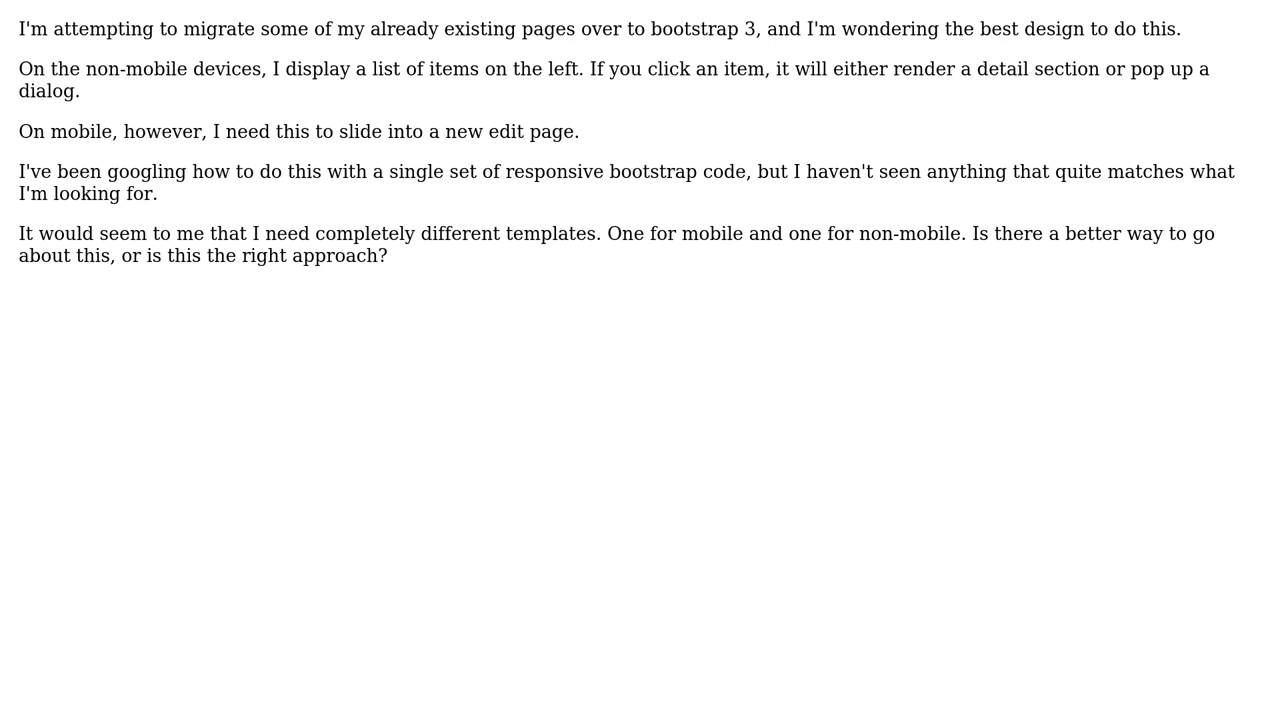 I'm attempting to migrate some of my already existing pages over to bootstrap 3, and I'm wondering the best design to do this.
On the non-mobile devices, I display a list of items on the left. If you click an item, it will either render a detail section or pop up a
dialog.
On mobile, however, I need this to slide into a new edit page.
I've been googling how to do this with a single set of responsive bootstrap code, but I haven't seen anything that quite matches what
I'm looking for.
It would seem to me that I need completely different templates. One for mobile and one for non-mobile. Is there a better way to go
about this, or is this the right approach?